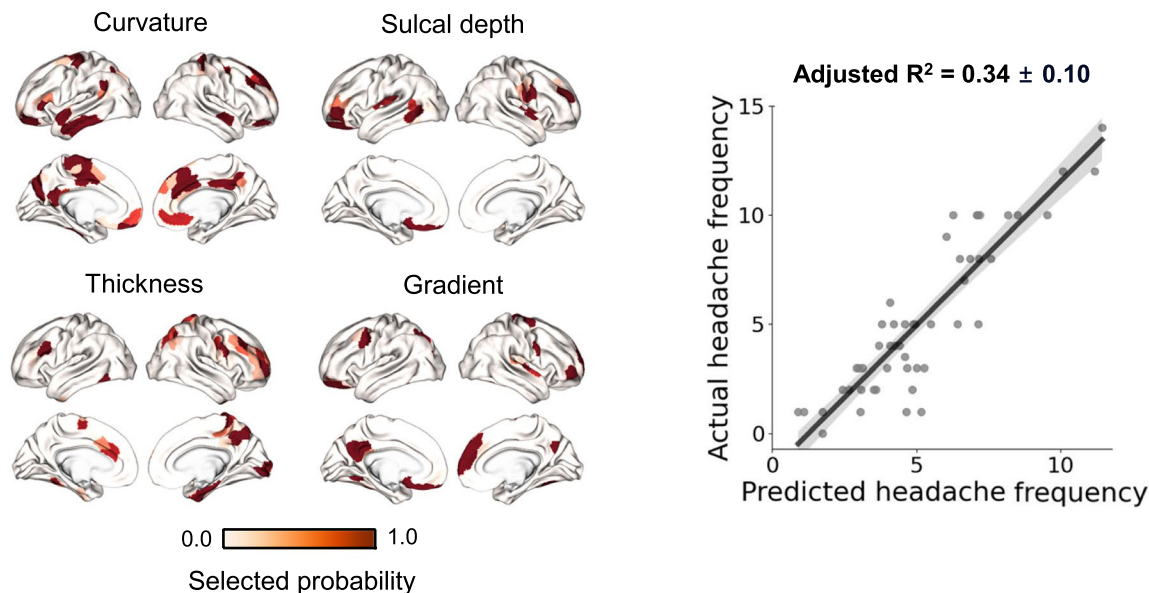 Curvature
Sulcal depth
Thickness
Gradient
0.0
1.0
Selected probability
Adjusted R² = 0.34 ± 0.10
Actual headache frequency
15
10
5
0
0
5
10
Predicted headache frequency